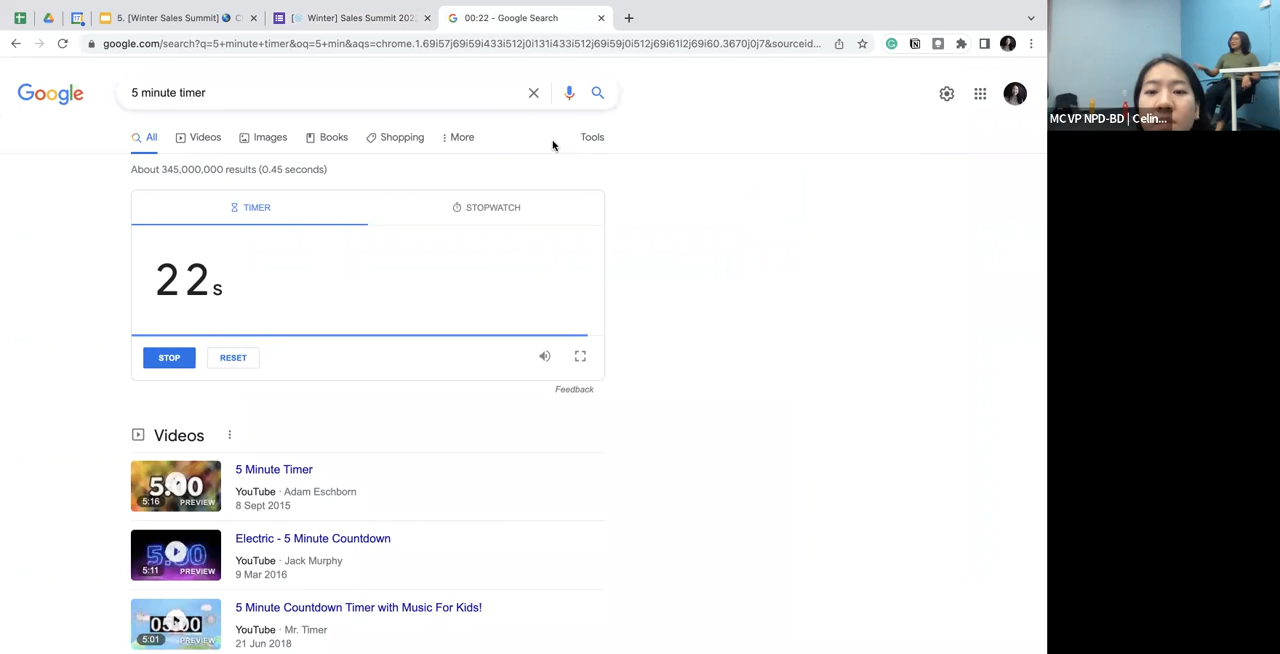 5. [Winter Sales Summit] 🌎 C
[❄️ Winter] Sales Summit 202
00:22 - Google Search
google.com/search?q=5+minute+timer&oq=5+min&aqs=chrome.1.69i57j69i59i433i512j0i131i433i512j69i59j0i512j69i61l2j69i60.3670j0j7&sourceid...
Google
5 minute timer
All
Videos
Images
Books
Shopping
More
Tools
About 345,000,000 results (0.45 seconds)
TIMER
STOPWATCH
22s
STOP
RESET
Feedback
Videos
5 Minute Timer
YouTube · Adam Eschborn
8 Sept 2015
5:00
5:16
PREVIEW
Electric - 5 Minute Countdown
YouTube · Jack Murphy
9 Mar 2016
5:00
5:11
PREVIEW
5 Minute Countdown Timer with Music For Kids!
YouTube · Mr. Timer
21 Jun 2018
05:00
5:01
PREVIEW
MCVP NPD-BD | Celin...